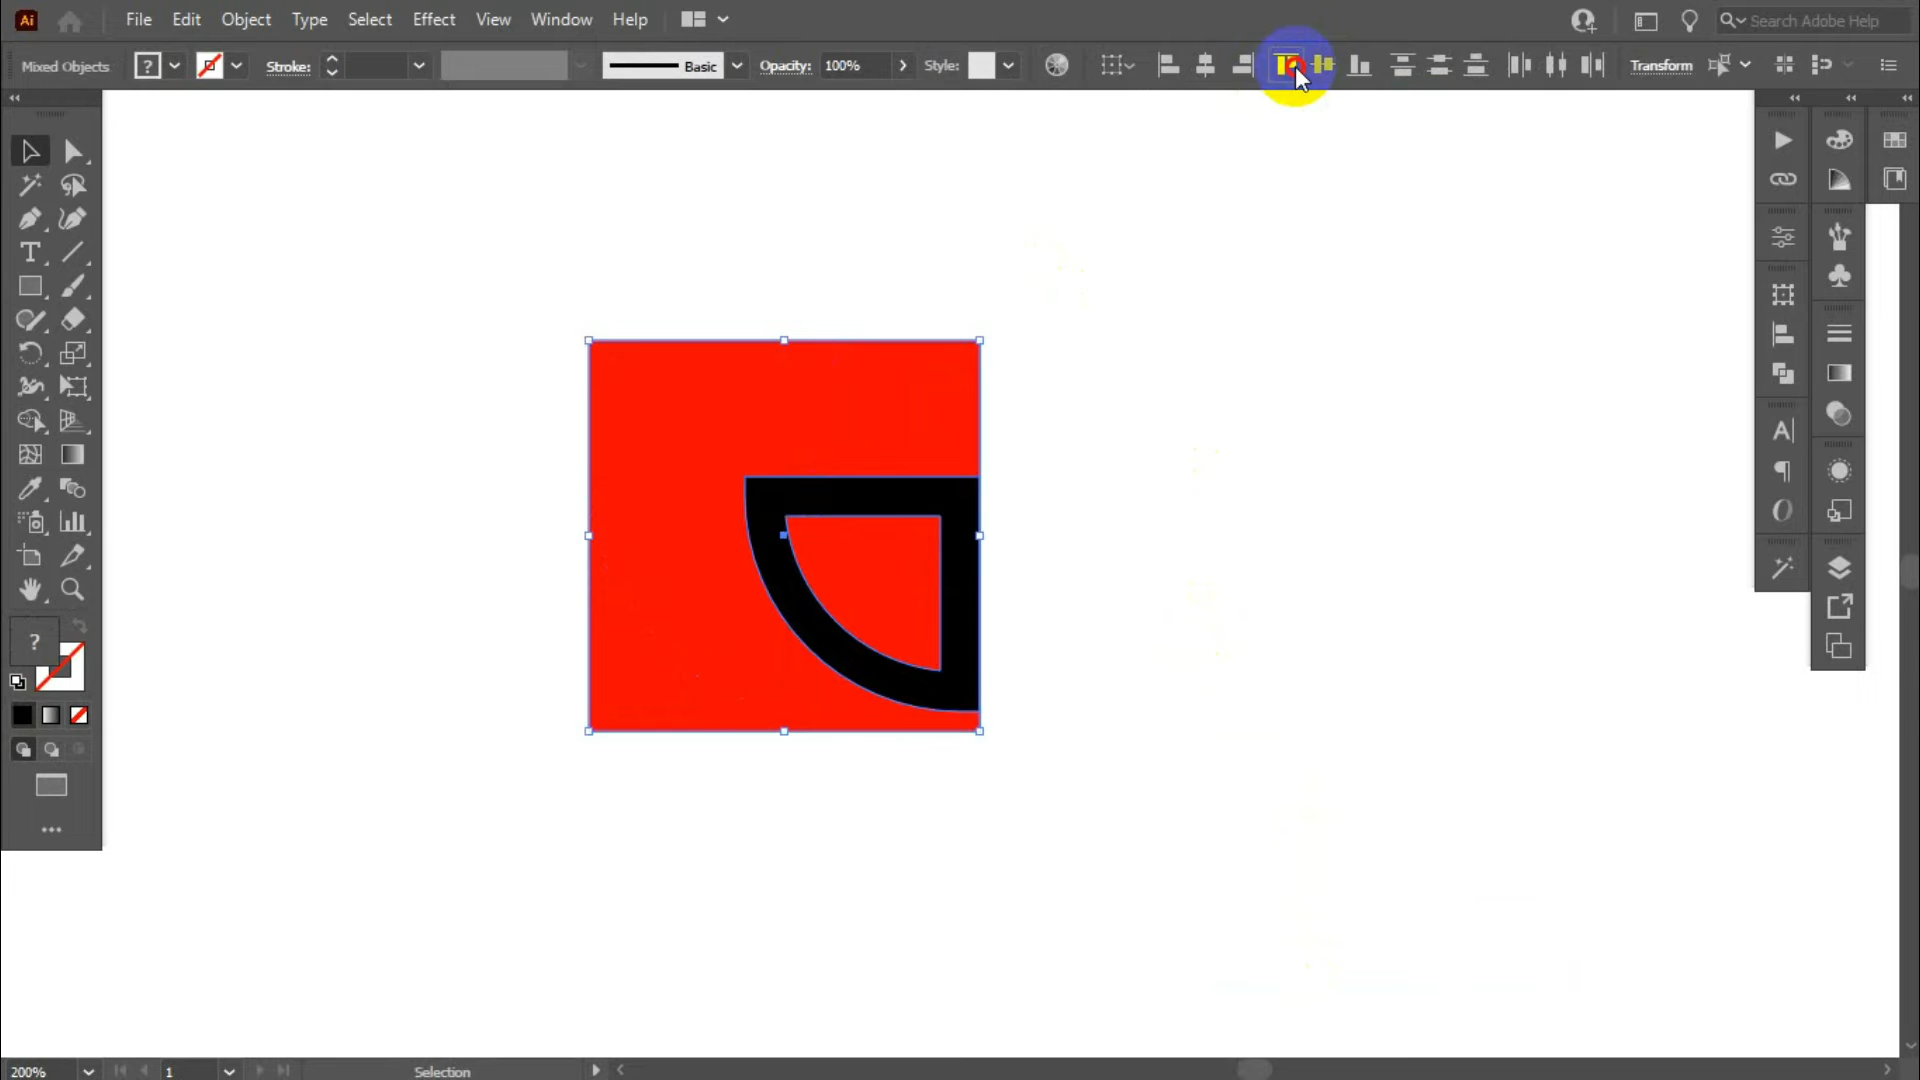 Ai File Edit Object Type Select Effect View Window Help Search Adobe Help
Mixed Objects ? Stroke: Basic Opacity: 100% Style: Transform
?
200% 1 Selection